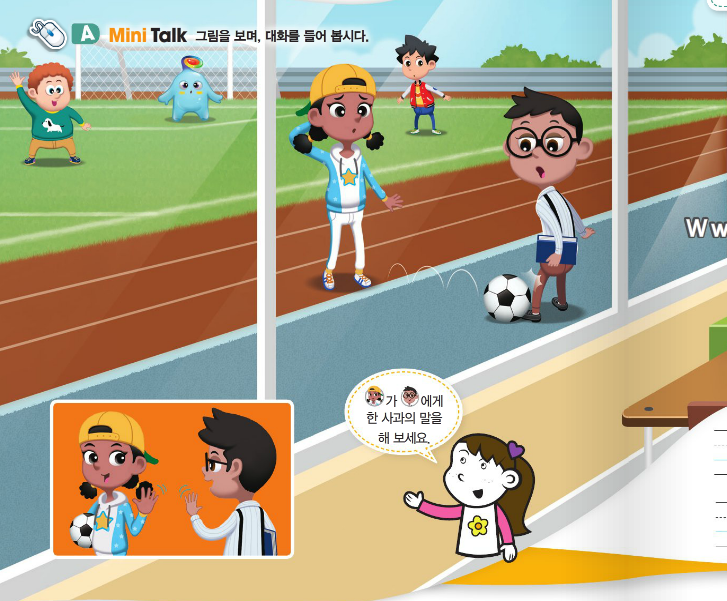 A Mini Talk 그림을 보며, 대화를 들어 봅시다.
가 에게
한 사과의 말을
해 보세요.